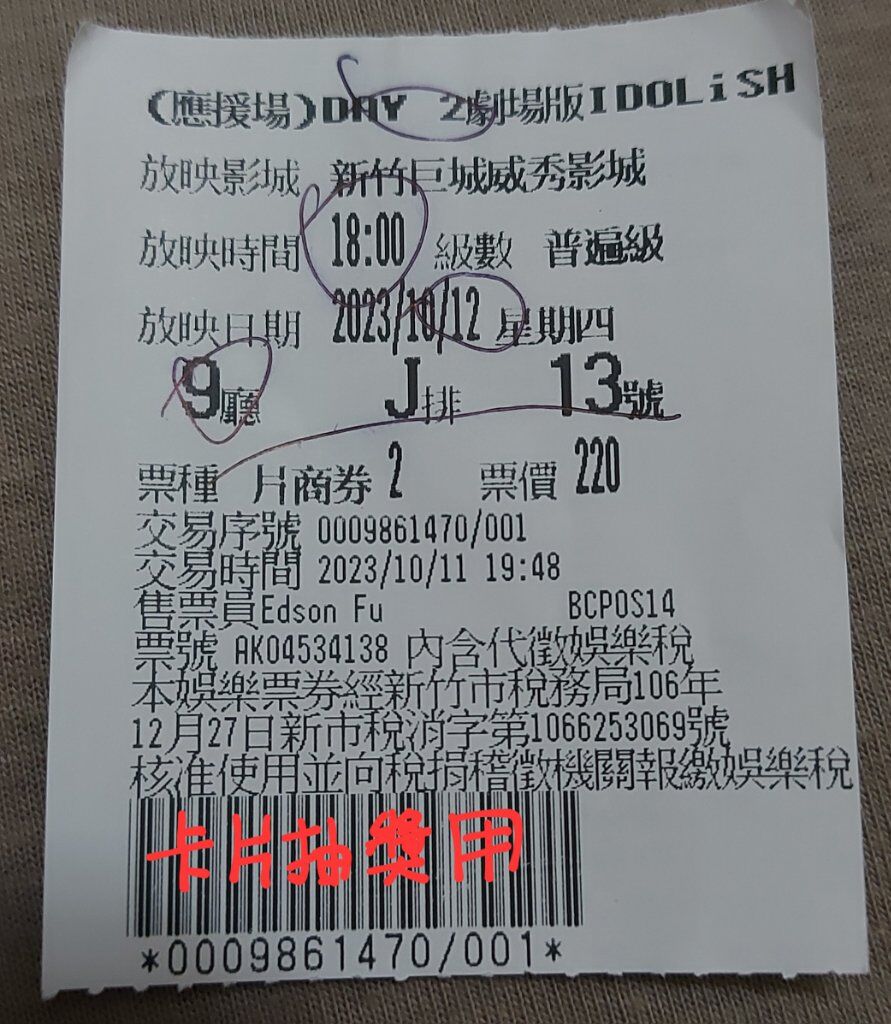 (應援場)DAY 2劇場版IDOLiSH
放映影城 新竹巨城威秀影城
放映時間 18:00 級數 普遍級
放映日期 2023/10/12 星期四
9廳 J排 13號
票種 片商券2 票價 220
交易序號 0009861470/001
交易時間 2023/10/11 19:48
售票員Edson Fu BCPOS14
票號 AK04534138 內含代徵娛樂稅
本娛樂票券經新竹市稅務局106年
12月27日新市稅消字第1066253069號
核准使用並向稅捐稽徵機關報繳娛樂稅
卡片抽獎用
*0009861470/001*